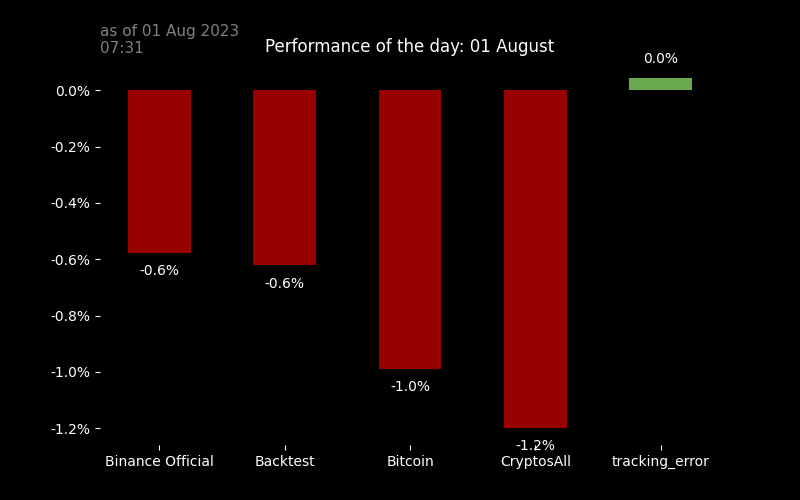 as of 01 Aug 2023
07:31
Performance of the day: 01 August
0.0%
0.0%
-0.2%
-0.4%
-0.6%
-0.8%
-1.0%
-1.2%
-0.6%
-0.6%
-1.0%
-1.2%
Binance Official
Backtest
Bitcoin
CryptosAll
tracking_error